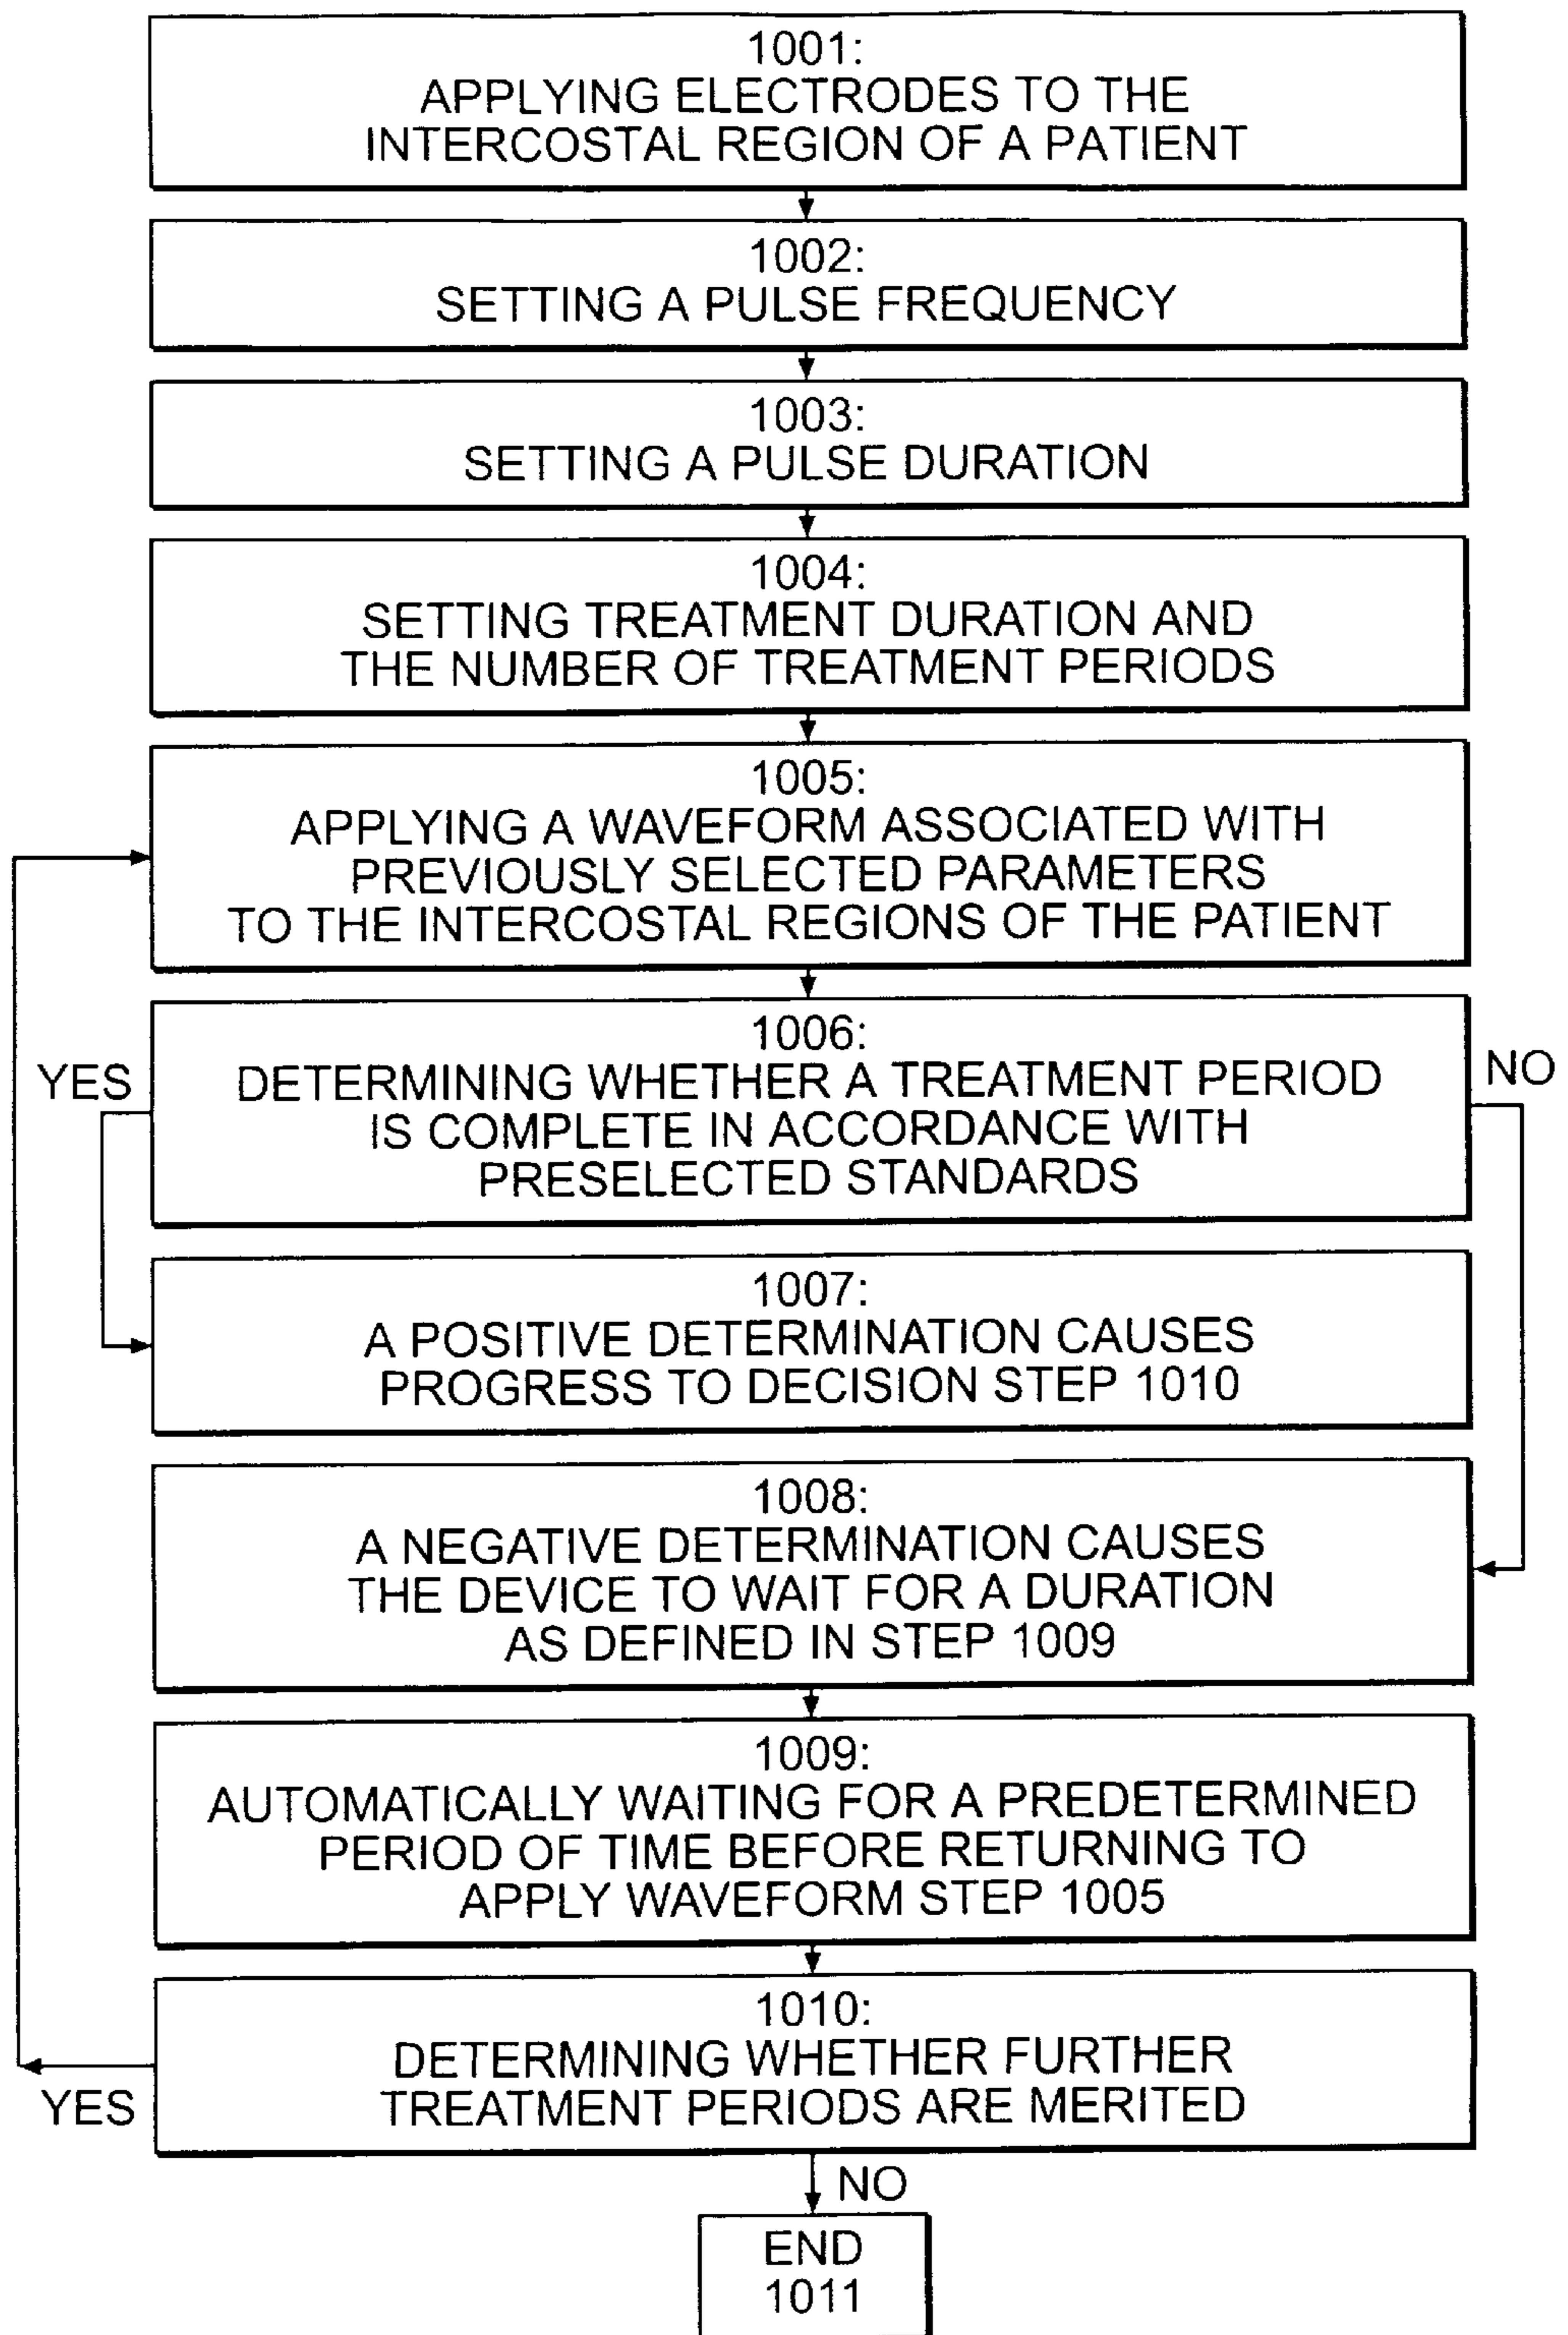 1001:
APPLYING ELECTRODES TO THE
INTERCOSTAL REGION OF A PATIENT
1002:
SETTING A PULSE FREQUENCY
1003:
SETTING A PULSE DURATION
1004:
SETTING TREATMENT DURATION AND
THE NUMBER OF TREATMENT PERIODS
1005:
APPLYING A WAVEFORM ASSOCIATED WITH
PREVIOUSLY SELECTED PARAMETERS
TO THE INTERCOSTAL REGIONS OF THE PATIENT
YES
1006:
DETERMINING WHETHER A TREATMENT PERIOD
IS COMPLETE IN ACCORDANCE WITH
PRESELECTED STANDARDS
NO
1007:
A POSITIVE DETERMINATION CAUSES
PROGRESS TO DECISION STEP 1010
1008:
A NEGATIVE DETERMINATION CAUSES
THE DEVICE TO WAIT FOR A DURATION
AS DEFINED IN STEP 1009
1009:
AUTOMATICALLY WAITING FOR A PREDETERMINED
PERIOD OF TIME BEFORE RETURNING TO
APPLY WAVEFORM STEP 1005
1010:
DETERMINING WHETHER FURTHER
TREATMENT PERIODS ARE MERITED
YES
NO
END
1011